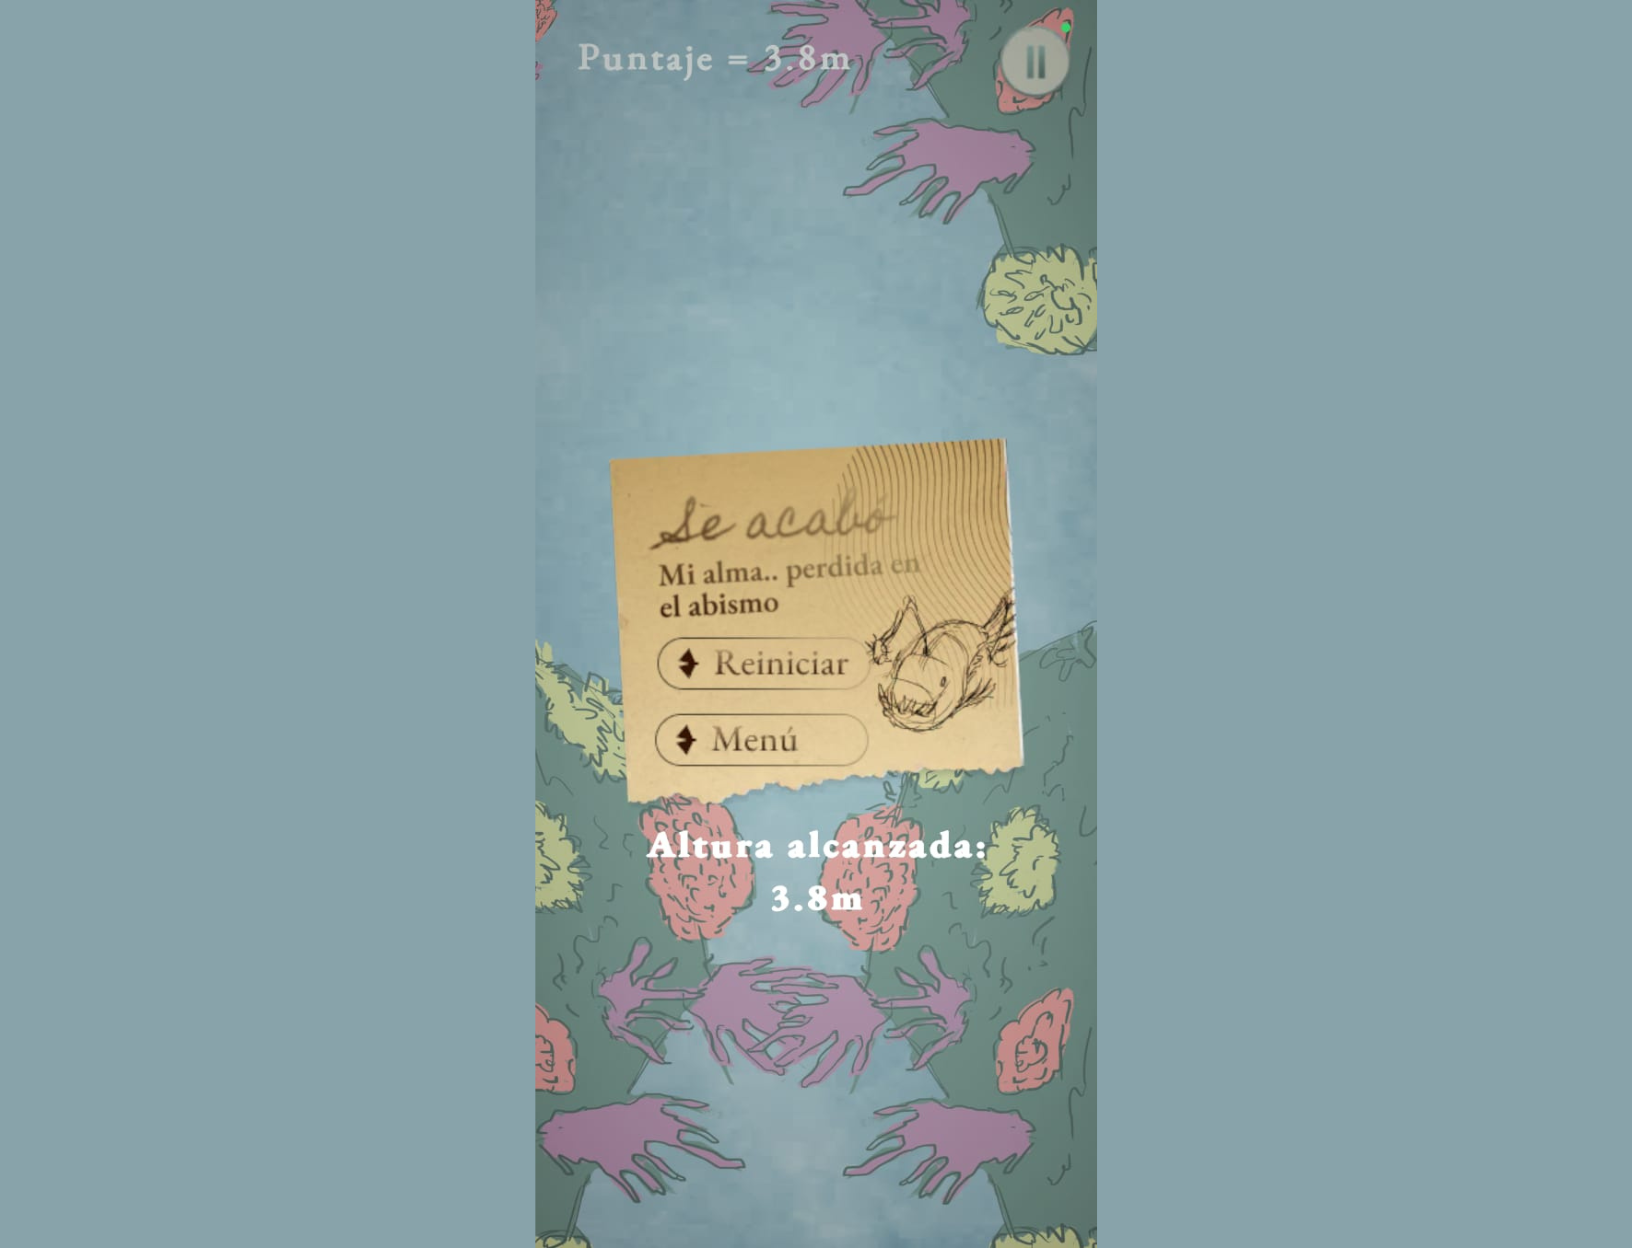 Puntaje = 3.8m
Se acabó
Mi alma.. perdida en
el abismo
Reiniciar
Menú
Altura alcanzada:
3.8m